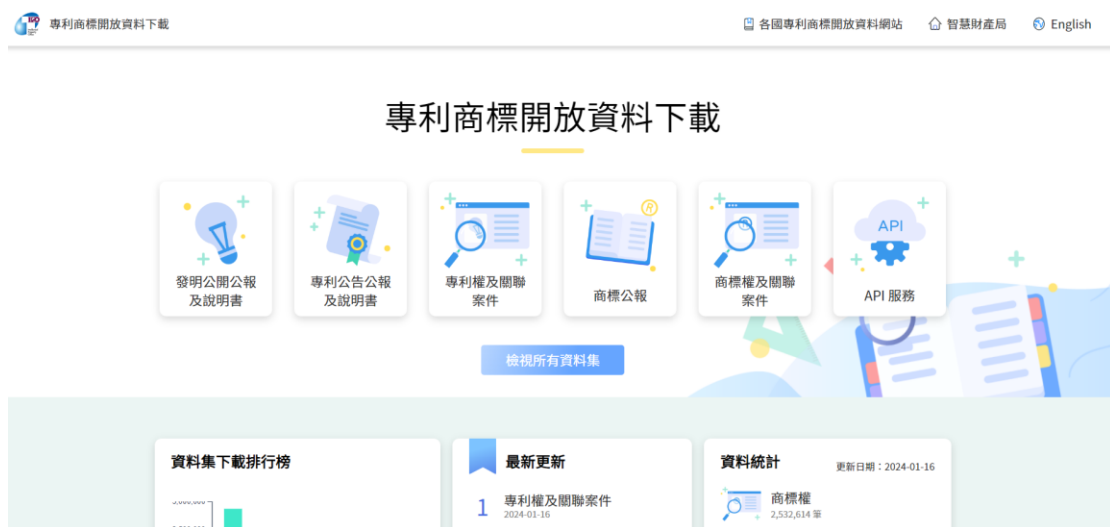 專利商標開放資料下載
各國專利商標開放資料網站
智慧財產局
English
專利商標開放資料下載
發明公開公報
及說明書
專利公告公報
及說明書
專利權及關聯
案件
商標公報
商標權及關聯
案件
API
API 服務
檢視所有資料集
資料集下載排行榜
最新更新
1
專利權及關聯案件
2024-01-16
資料統計
更新日期：2024-01-16
商標權
2,532,614 筆